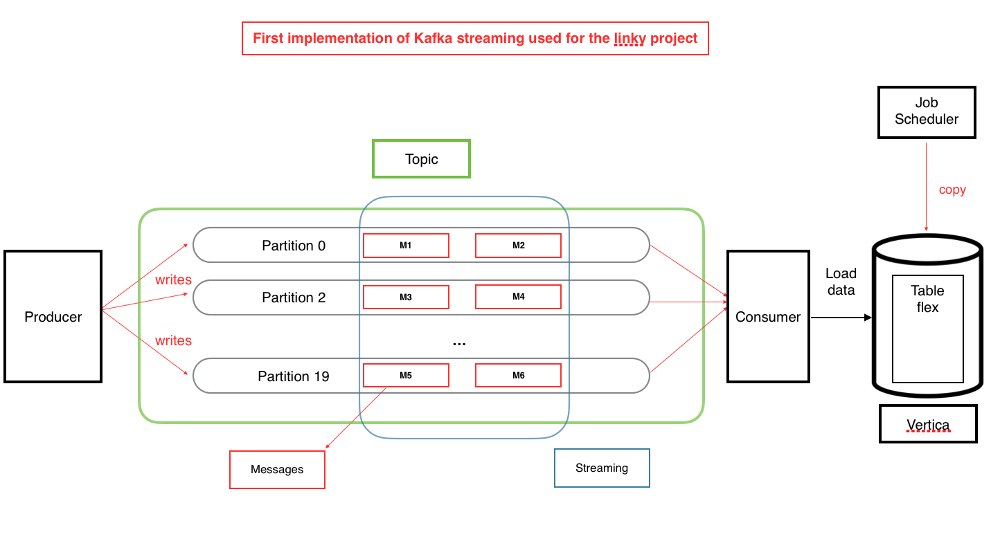 First implementation of Kafka streaming used for the linky project
Job
Scheduler
Topic
copy
Partition 0
M1
M2
writes
Partition 2
M3
M4
Load
data
Table
flex
Producer
Consumer
writes
...
Partition 19
M5
M6
Vertica
Messages
Streaming